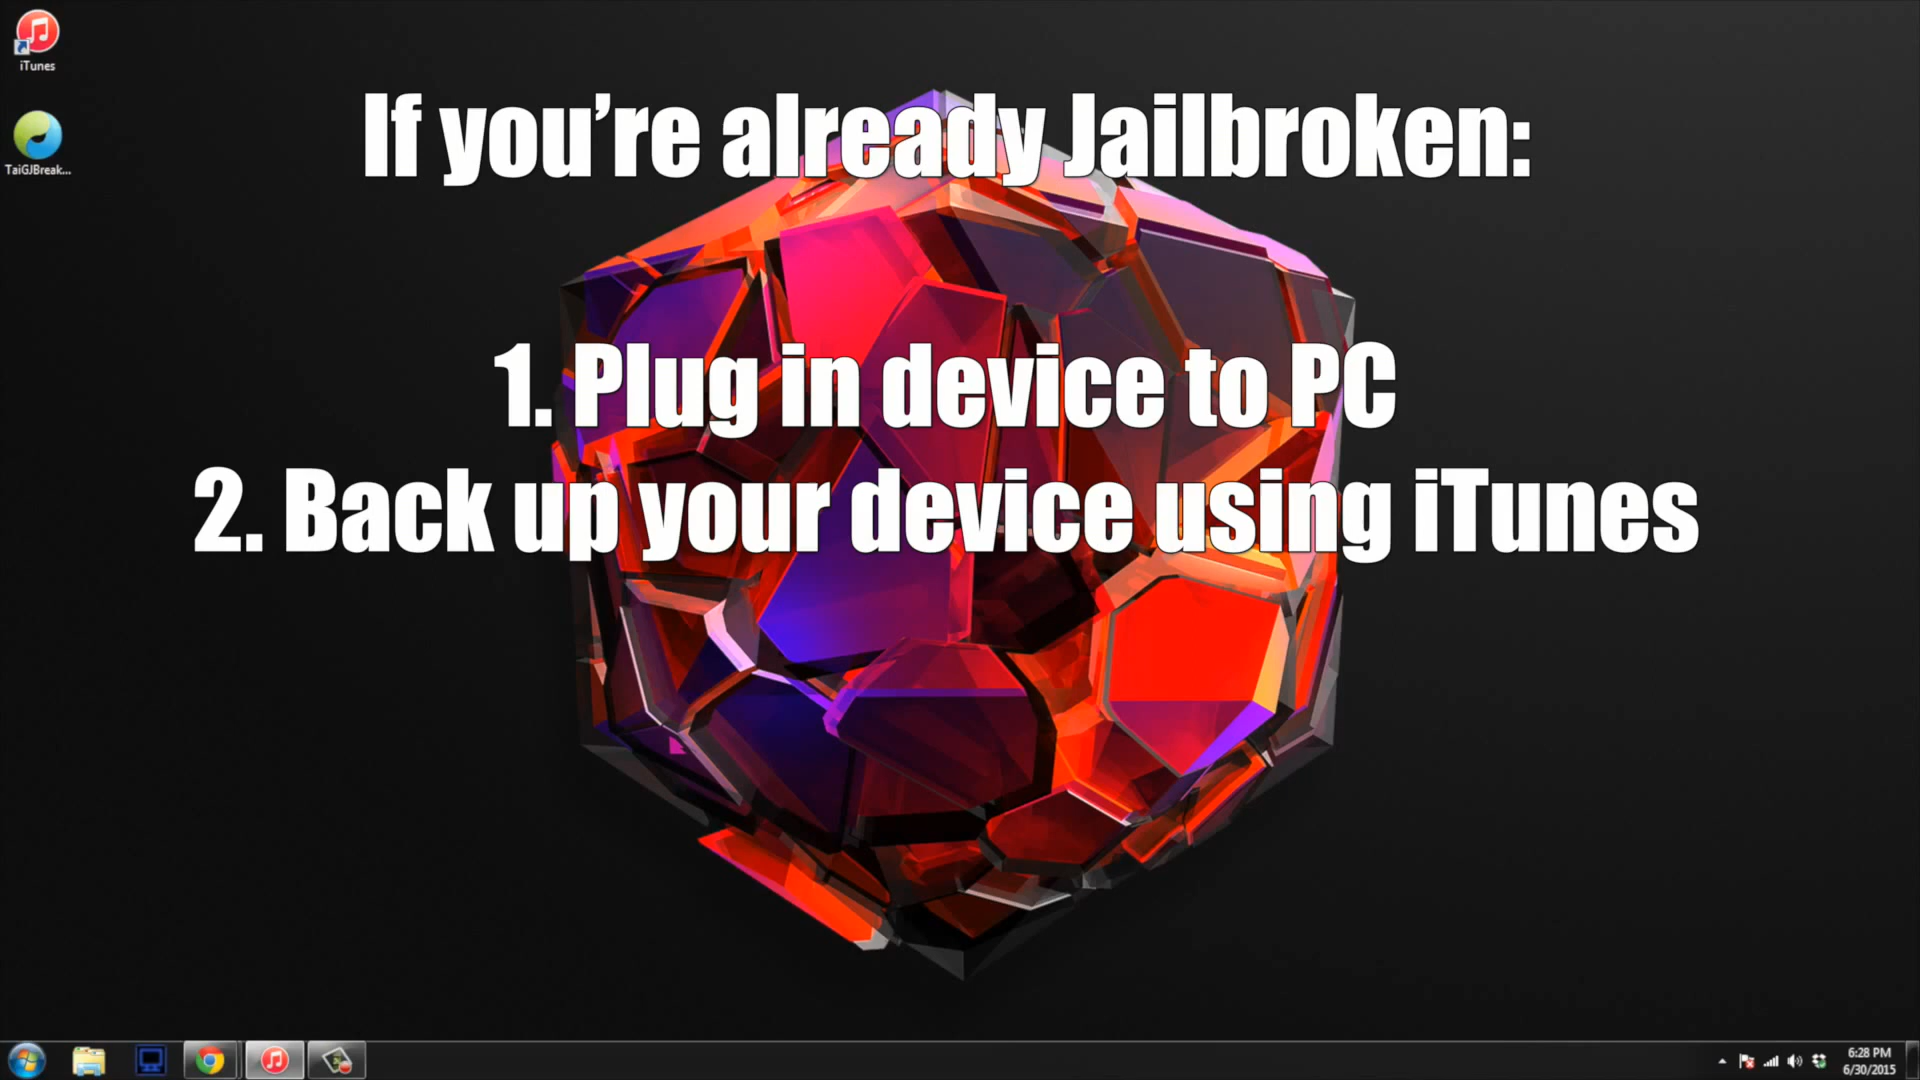 iTunes
TaiGJBreak...
If you’re already Jailbroken:
1. Plug in device to PC
2. Back up your device using iTunes
6:28 PM
6/30/2015